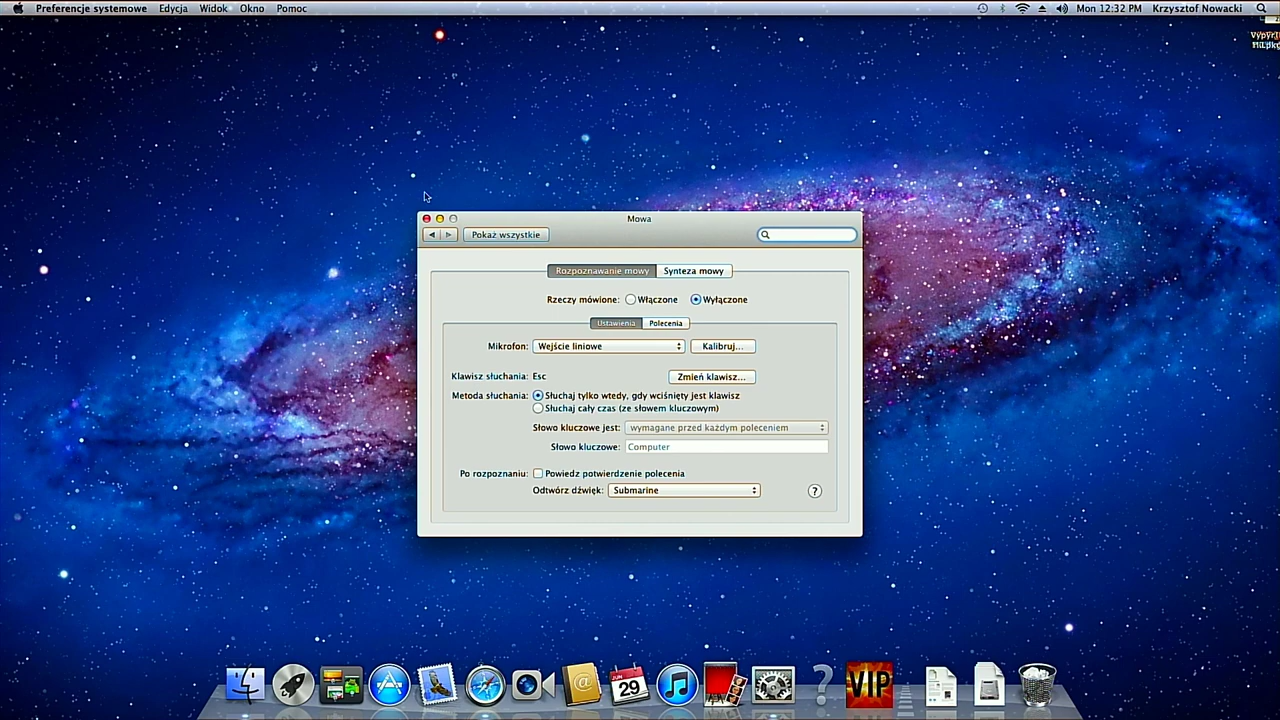 Preferencje systemowe Edycja Widok Okno Pomoc Mon 12:32 PM Krzysztof Nowacki
Mowa
Pokaż wszystkie
Rozpoznawanie mowy Synteza mowy
Rzeczy mówione: Włączone Wyłączone
Ustawienia Polecenia
Mikrofon: Wejście liniowe Kalibruj...
Klawisz słuchania: Esc Zmień klawisz...
Metoda słuchania: Słuchaj tylko wtedy, gdy wciśnięty jest klawisz
Słuchaj cały czas (ze słowem kluczowym)
Słowo kluczowe jest: wymagane przed każdym poleceniem
Słowo kluczowe: Computer
Po rozpoznaniu: Powiedz potwierdzenie polecenia
Odtwórz dźwięk: Submarine ?
JUN
29
VIP